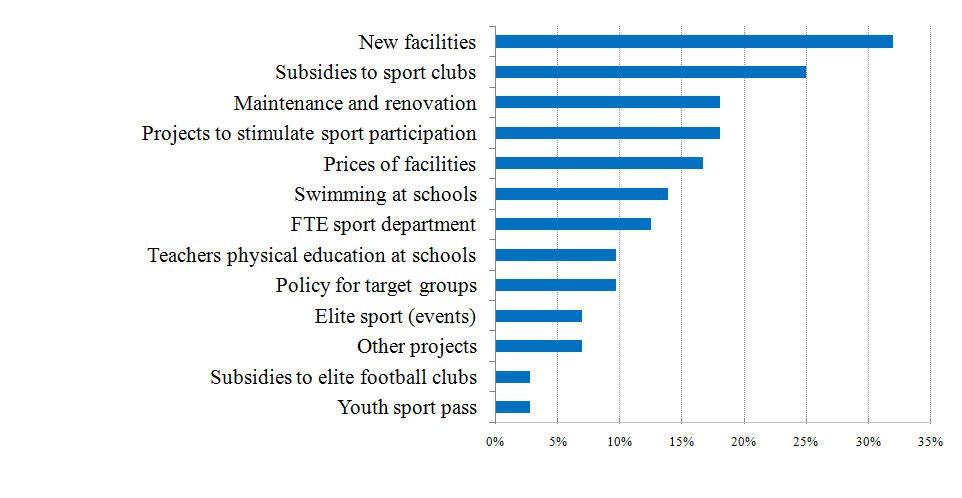 New facilities
Subsidies to sport clubs
Maintenance and renovation
Projects to stimulate sport participation
Prices of facilities
Swimming at schools
FTE sport department
Teachers physical education at schools
Policy for target groups
Elite sport (events)
Other projects
Subsidies to elite football clubs
Youth sport pass
0% 5% 10% 15% 20% 25% 30% 35%